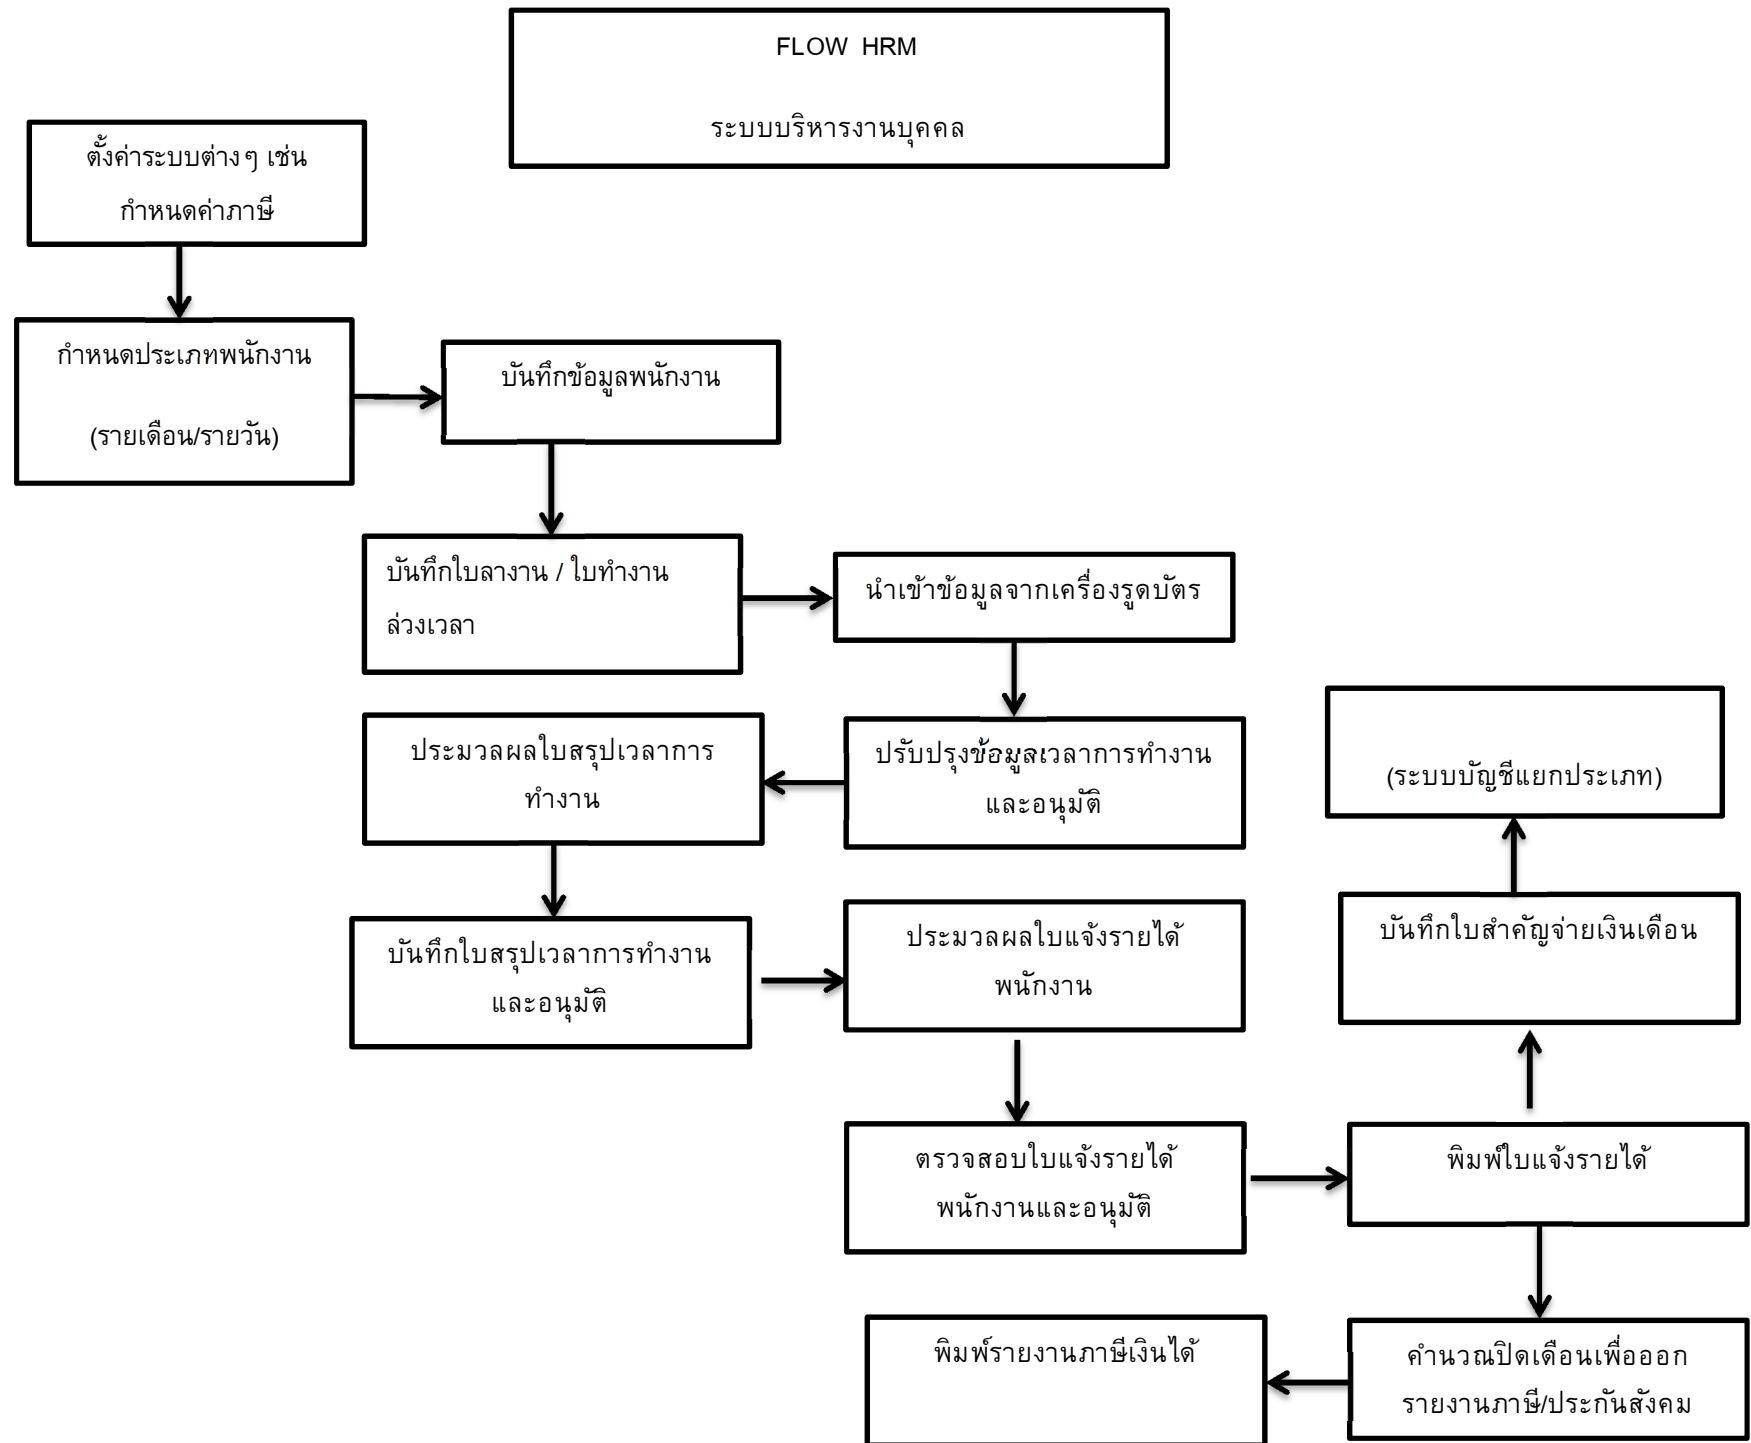 FLOW HRM
ระบบบริหารงานบุคคล
ตั้งค่าระบบต่างๆ เช่น
กำหนดค่าภาษี
กำหนดประเภทพนักงาน
(รายเดือน/รายวัน)
บันทึกข้อมูลพนักงาน
บันทึกใบลางาน / ใบทำงาน
ล่วงเวลา
นำเข้าข้อมูลจากเครื่องรูดบัตร
ปรับปรุงข้อมูลเวลาการทำงาน
และอนุมัติ
ประมวลผลใบสรุปเวลาการ
ทำงาน
บันทึกใบสรุปเวลาการทำงาน
และอนุมัติ
ประมวลผลใบแจ้งรายได้
พนักงาน
ตรวจสอบใบแจ้งรายได้
พนักงานและอนุมัติ
พิมพ์ใบแจ้งรายได้
บันทึกใบสำคัญจ่ายเงินเดือน
(ระบบบัญชีแยกประเภท)
คำนวณปิดเดือนเพื่อออก
รายงานภาษี/ประกันสังคม
พิมพ์รายงานภาษีเงินได้